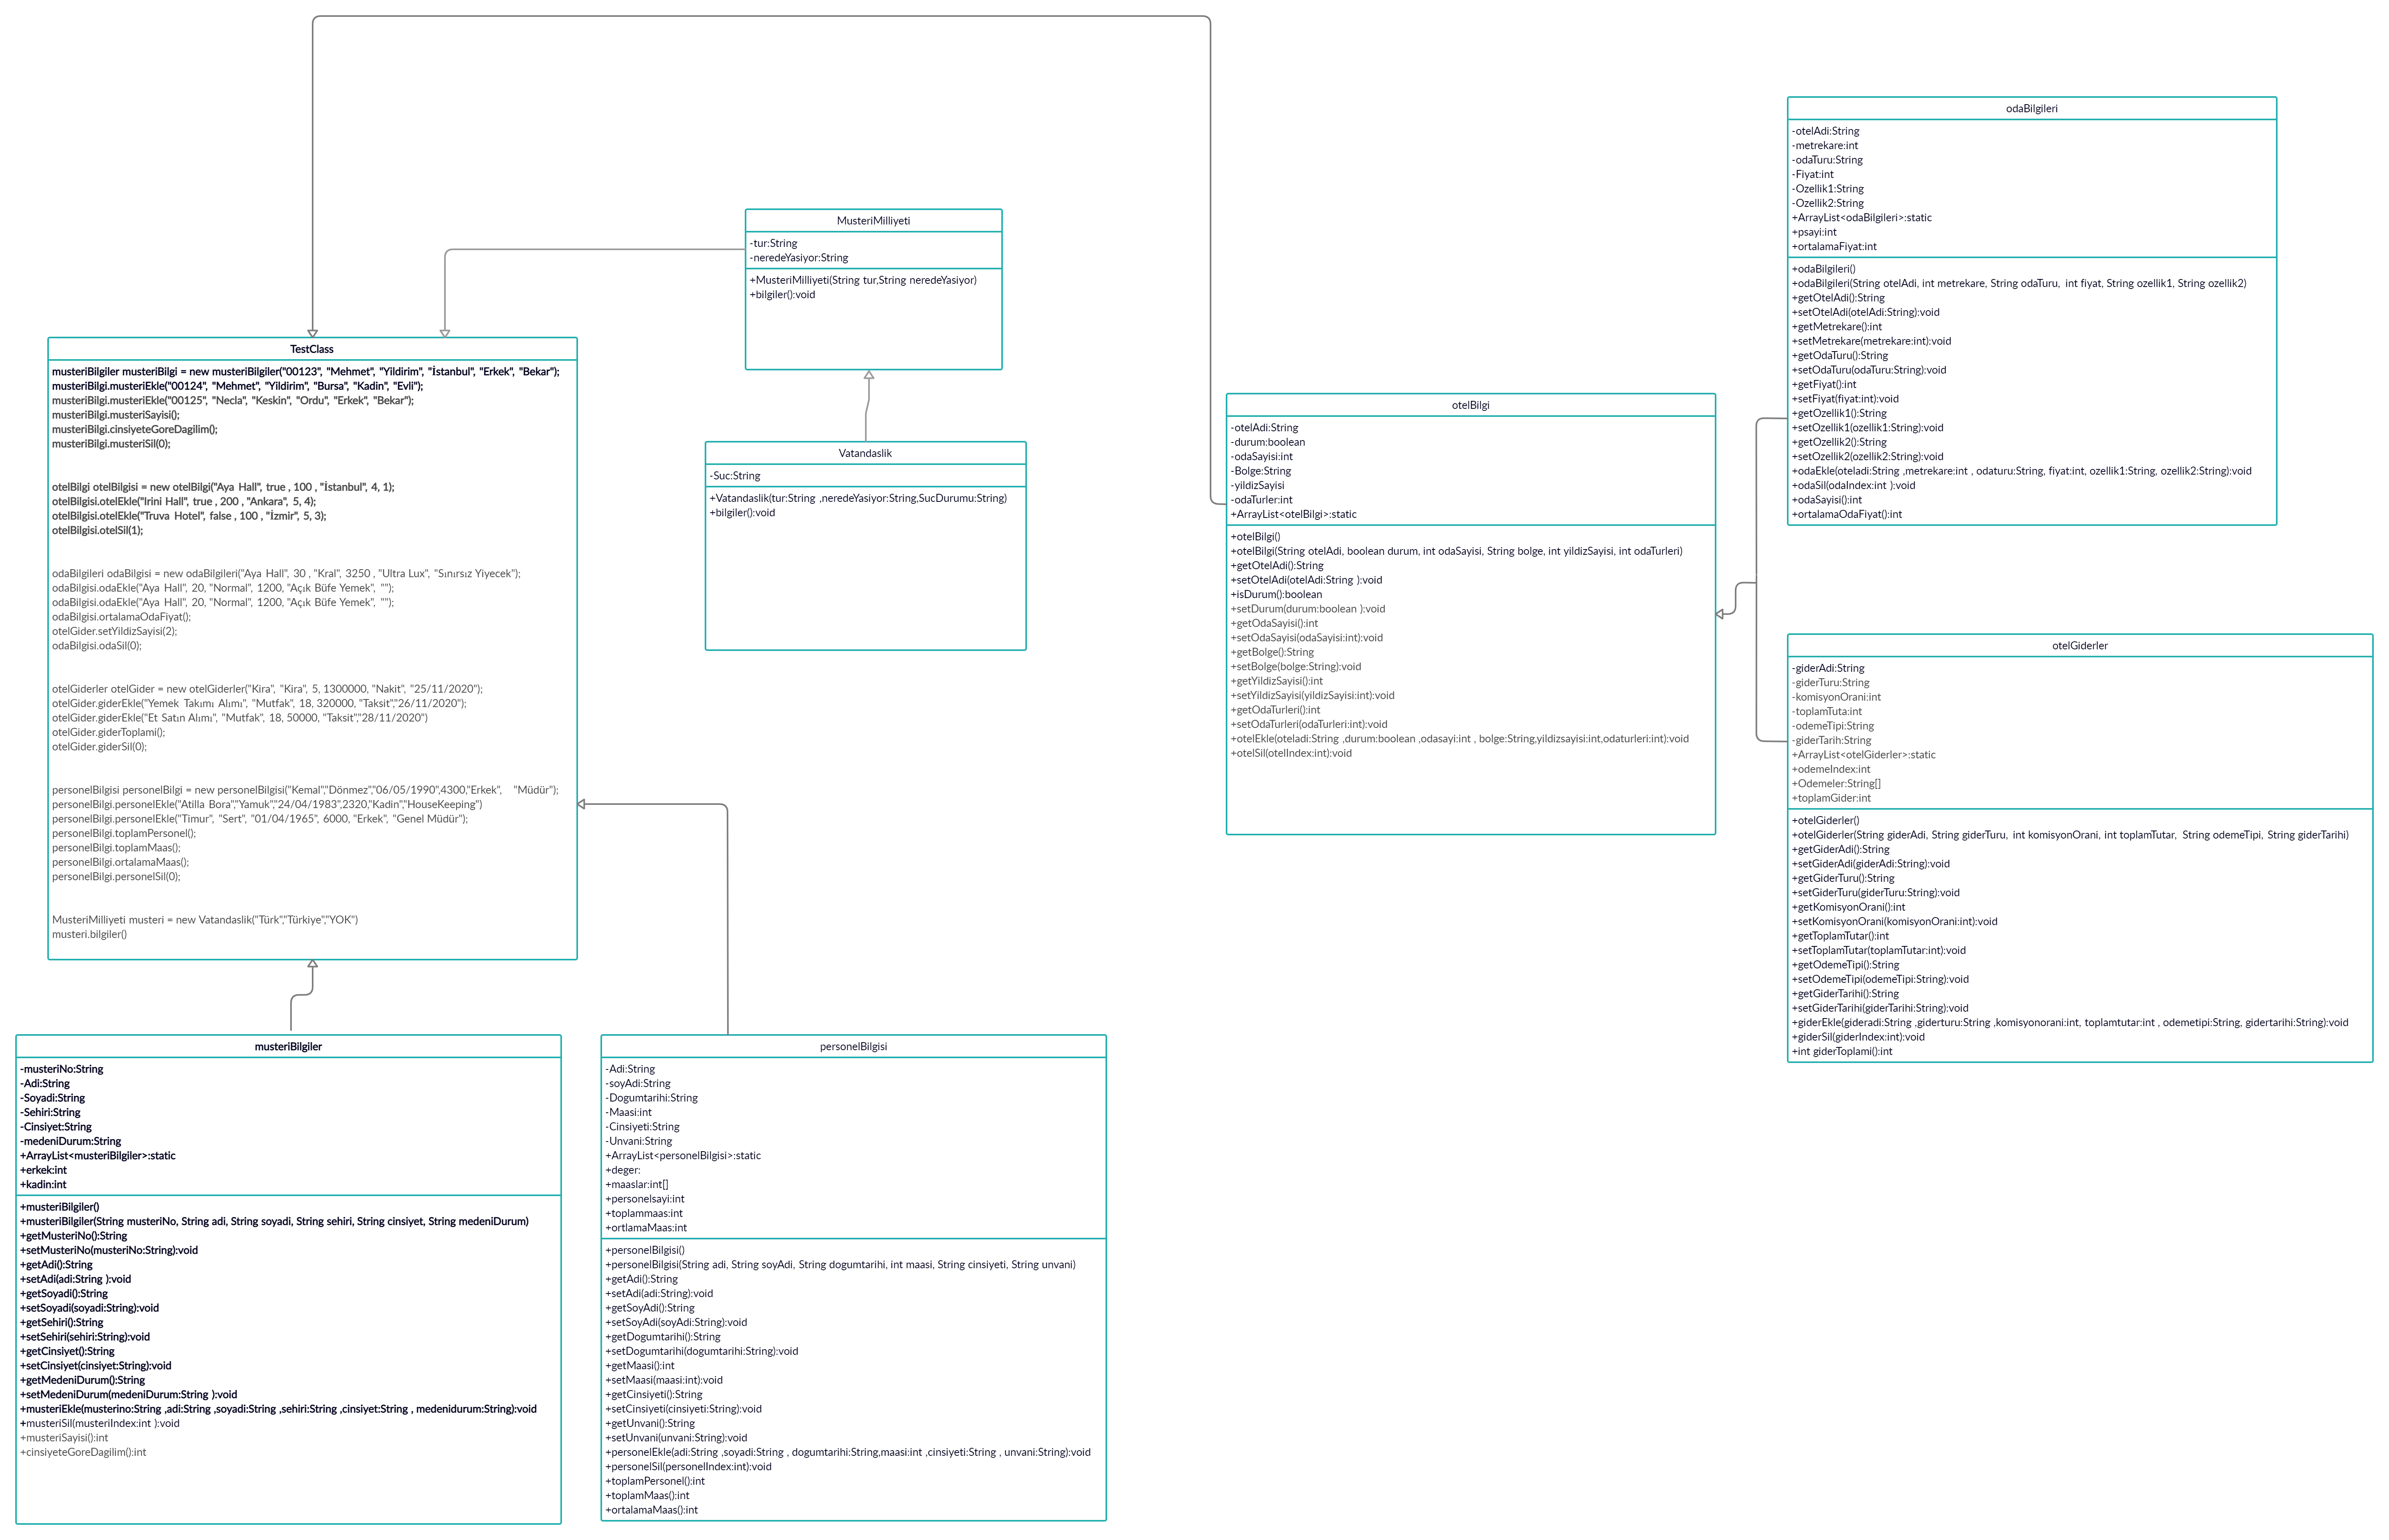 MusteriMilliyeti
-tur:String
-neredeYasiyor:String
+MusteriMilliyeti(String tur,String neredeYasiyor)
+bilgiler():void
Vatandaslik
-Suc:String
+Vatandaslik(tur:String ,neredeYasiyor:String,SucDurumu:String)
+bilgiler():void
TestClass
musteriBilgiler musteriBilgi = new musteriBilgiler("00123", "Mehmet", "Yildirim", "İstanbul", "Erkek", "Bekar");
musteriBilgi.musteriEkle("00124", "Mehmet", "Yildirim", "Bursa", "Kadin", "Evli");
musteriBilgi.musteriEkle("00125", "Necla", "Keskin", "Ordu", "Erkek", "Bekar");
musteriBilgi.musteriSayisi();
musteriBilgi.cinsiyeteGoreDagilim();
musteriBilgi.musteriSil(0);
otelBilgi otelBilgisi = new otelBilgi("Aya Hall", true , 100 , "İstanbul", 4, 1);
otelBilgisi.otelEkle("Irini Hall", true , 200 , "Ankara", 5, 4);
otelBilgisi.otelEkle("Truva Hotel", false , 100 , "İzmir", 5, 3);
otelBilgisi.otelSil(1);
odaBilgileri odaBilgisi = new odaBilgileri("Aya Hall", 30 , "Kral", 3250 , "Ultra Lux", "Sınırsız Yiyecek");
odaBilgisi.odaEkle("Aya Hall", 20, "Normal", 1200, "Açık Büfe Yemek", "");
odaBilgisi.odaEkle("Aya Hall", 20, "Normal", 1200, "Açık Büfe Yemek", "");
odaBilgisi.ortalamaOdaFiyat();
otelGider.setYildizSayisi(2);
odaBilgisi.odaSil(0);
otelGiderler otelGider = new otelGiderler("Kira", "Kira", 5, 1300000, "Nakit", "25/11/2020");
otelGider.giderEkle("Yemek Takımı Alımı", "Mutfak", 18, 320000, "Taksit","26/11/2020");
otelGider.giderEkle("Et Satın Alımı", "Mutfak", 18, 50000, "Taksit","28/11/2020")
otelGider.giderToplami();
otelGider.giderSil(0);
personelBilgisi personelBilgi = new personelBilgisi("Kemal","Dönmez","06/05/1990",4300,"Erkek", "Müdür");
personelBilgi.personelEkle("Atilla Bora","Yamuk","24/04/1983",2320,"Kadin","HouseKeeping")
personelBilgi.personelEkle("Timur", "Sert", "01/04/1965", 6000, "Erkek", "Genel Müdür");
personelBilgi.toplamPersonel();
personelBilgi.toplamMaas();
personelBilgi.ortalamaMaas();
personelBilgi.personelSil(0);
MusteriMilliyeti musteri = new Vatandaslik("Türk","Türkiye","YOK")
musteri.bilgiler()
musteriBilgiler
-musteriNo:String
-Adi:String
-Soyadi:String
-Sehiri:String
-Cinsiyet:String
-medeniDurum:String
+ArrayList<musteriBilgiler>:static
+erkek:int
+kadin:int
+musteriBilgiler()
+musteriBilgiler(String musteriNo, String adi, String soyadi, String sehiri, String cinsiyet, String medeniDurum)
+getMusteriNo():String
+setMusteriNo(musteriNo:String):void
+getAdi():String
+setAdi(adi:String ):void
+getSoyadi():String
+setSoyadi(soyadi:String):void
+getSehiri():String
+setSehiri(sehiri:String):void
+getCinsiyet():String
+setCinsiyet(cinsiyet:String):void
+getMedeniDurum():String
+setMedeniDurum(medeniDurum:String ):void
+musteriEkle(musterino:String ,adi:String ,soyadi:String ,sehiri:String ,cinsiyet:String , medenidurum:String):void
+musteriSil(musteriIndex:int ):void
+musteriSayisi():int
+cinsiyeteGoreDagilim():int
personelBilgisi
-Adi:String
-soyAdi:String
-Dogumtarihi:String
-Maasi:int
-Cinsiyeti:String
-Unvani:String
+ArrayList<personelBilgisi>:static
+deger:
+maaslar:int[]
+personelsayi:int
+toplammaas:int
+ortlamaMaas:int
+personelBilgisi()
+personelBilgisi(String adi, String soyAdi, String dogumtarihi, int maasi, String cinsiyeti, String unvani)
+getAdi():String
+setAdi(adi:String):void
+getSoyAdi():String
+setSoyAdi(soyAdi:String):void
+getDogumtarihi():String
+setDogumtarihi(dogumtarihi:String):void
+getMaasi():int
+setMaasi(maasi:int):void
+getCinsiyeti():String
+setCinsiyeti(cinsiyeti:String):void
+getUnvani():String
+setUnvani(unvani:String):void
+personelEkle(adi:String ,soyadi:String , dogumtarihi:String,maasi:int ,cinsiyeti:String , unvani:String):void
+personelSil(personelIndex:int):void
+toplamPersonel():int
+toplamMaas():int
+ortalamaMaas():int
otelBilgi
-otelAdi:String
-durum:boolean
-odaSayisi:int
-Bolge:String
-yildizSayisi
-odaTurler:int
+ArrayList<otelBilgi>:static
+otelBilgi()
+otelBilgi(String otelAdi, boolean durum, int odaSayisi, String bolge, int yildizSayisi, int odaTurleri)
+getOtelAdi():String
+setOtelAdi(otelAdi:String ):void
+isDurum():boolean
+setDurum(durum:boolean ):void
+getOdaSayisi():int
+setOdaSayisi(odaSayisi:int):void
+getBolge():String
+setBolge(bolge:String):void
+getYildizSayisi():int
+setYildizSayisi(yildizSayisi:int):void
+getOdaTurleri():int
+setOdaTurleri(odaTurleri:int):void
+otelEkle(oteladi:String ,durum:boolean ,odasayi:int , bolge:String,yildizsayisi:int,odaturleri:int):void
+otelSil(otelIndex:int):void
odaBilgileri
-otelAdi:String
-metrekare:int
-odaTuru:String
-Fiyat:int
-Ozellik1:String
-Ozellik2:String
+ArrayList<odaBilgileri>:static
+psayi:int
+ortalamaFiyat:int
+odaBilgileri()
+odaBilgileri(String otelAdi, int metrekare, String odaTuru, int fiyat, String ozellik1, String ozellik2)
+getOtelAdi():String
+setOtelAdi(otelAdi:String):void
+getMetrekare():int
+setMetrekare(metrekare:int):void
+getOdaTuru():String
+setOdaTuru(odaTuru:String):void
+getFiyat():int
+setFiyat(fiyat:int):void
+getOzellik1():String
+setOzellik1(ozellik1:String):void
+getOzellik2():String
+setOzellik2(ozellik2:String):void
+odaEkle(oteladi:String ,metrekare:int , odaturu:String, fiyat:int, ozellik1:String, ozellik2:String):void
+odaSil(odaIndex:int ):void
+odaSayisi():int
+ortalamaOdaFiyat():int
otelGiderler
-giderAdi:String
-giderTuru:String
-komisyonOrani:int
-toplamTuta:int
-odemeTipi:String
-giderTarih:String
+ArrayList<otelGiderler>:static
+odemeIndex:int
+Odemeler:String[]
+toplamGider:int
+otelGiderler()
+otelGiderler(String giderAdi, String giderTuru, int komisyonOrani, int toplamTutar, String odemeTipi, String giderTarihi)
+getGiderAdi():String
+setGiderAdi(giderAdi:String):void
+getGiderTuru():String
+setGiderTuru(giderTuru:String):void
+getKomisyonOrani():int
+setKomisyonOrani(komisyonOrani:int):void
+getToplamTutar():int
+setToplamTutar(toplamTutar:int):void
+getOdemeTipi():String
+setOdemeTipi(odemeTipi:String):void
+getGiderTarihi():String
+setGiderTarihi(giderTarihi:String):void
+giderEkle(gideradi:String ,giderturu:String ,komisyonorani:int, toplamtutar:int , odemetipi:String, gidertarihi:String):void
+giderSil(giderIndex:int):void
+int giderToplami():int